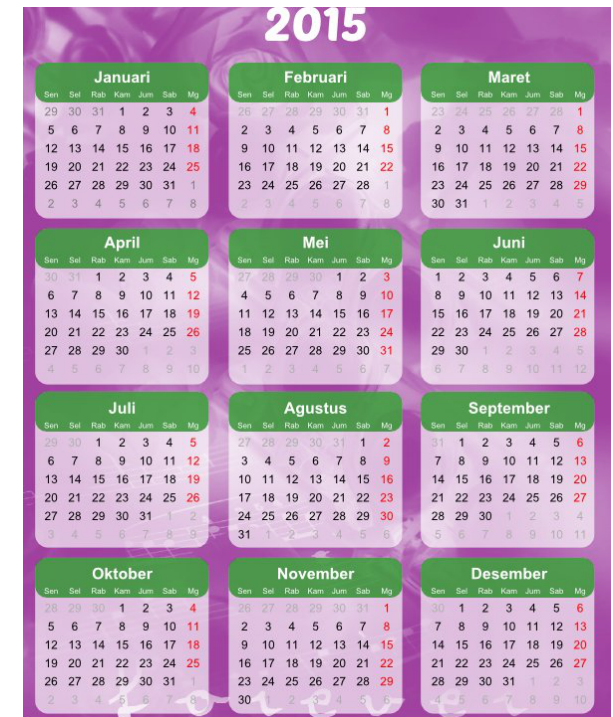 2015
Januari
Sen Sel Rab Kam Jum Sab Mg
29 30 31 1 2 3 4
5 6 7 8 9 10 11
12 13 14 15 16 17 18
19 20 21 22 23 24 25
26 27 28 29 30 31 1
2 3 4 5 6 7 8
Februari
Sen Sel Rab Kam Jum Sab Mg
26 27 28 29 30 31 1
2 3 4 5 6 7 8
9 10 11 12 13 14 15
16 17 18 19 20 21 22
23 24 25 26 27 28 1
2 3 4 5 6 7 8
Maret
Sen Sel Rab Kam Jum Sab Mg
23 24 25 26 27 28 1
2 3 4 5 6 7 8
9 10 11 12 13 14 15
16 17 18 19 20 21 22
23 24 25 26 27 28 29
30 31 1 2 3 4 5
April
Sen Sel Rab Kam Jum Sab Mg
30 31 1 2 3 4 5
6 7 8 9 10 11 12
13 14 15 16 17 18 19
20 21 22 23 24 25 26
27 28 29 30 1 2 3
4 5 6 7 8 9 10
Mei
Sen Sel Rab Kam Jum Sab Mg
27 28 29 30 1 2 3
4 5 6 7 8 9 10
11 12 13 14 15 16 17
18 19 20 21 22 23 24
25 26 27 28 29 30 31
1 2 3 4 5 6 7
Juni
Sen Sel Rab Kam Jum Sab Mg
1 2 3 4 5 6 7
8 9 10 11 12 13 14
15 16 17 18 19 20 21
22 23 24 25 26 27 28
29 30 1 2 3 4 5
6 7 8 9 10 11 12
Juli
Sen Sel Rab Kam Jum Sab Mg
29 30 1 2 3 4 5
6 7 8 9 10 11 12
13 14 15 16 17 18 19
20 21 22 23 24 25 26
27 28 29 30 31 1 2
3 4 5 6 7 8 9
Agustus
Sen Sel Rab Kam Jum Sab Mg
27 28 29 30 31 1 2
3 4 5 6 7 8 9
10 11 12 13 14 15 16
17 18 19 20 21 22 23
24 25 26 27 28 29 30
31 1 2 3 4 5 6
September
Sen Sel Rab Kam Jum Sab Mg
31 1 2 3 4 5 6
7 8 9 10 11 12 13
14 15 16 17 18 19 20
21 22 23 24 25 26 27
28 29 30 1 2 3 4
5 6 7 8 9 10 11
Oktober
Sen Sel Rab Kam Jum Sab Mg
28 29 30 1 2 3 4
5 6 7 8 9 10 11
12 13 14 15 16 17 18
19 20 21 22 23 24 25
26 27 28 29 30 31 1
2 3 4 5 6 7 8
November
Sen Sel Rab Kam Jum Sab Mg
26 27 28 29 30 31 1
2 3 4 5 6 7 8
9 10 11 12 13 14 15
16 17 18 19 20 21 22
23 24 25 26 27 28 29
30 1 2 3 4 5 6
Desember
Sen Sel Rab Kam Jum Sab Mg
30 1 2 3 4 5 6
7 8 9 10 11 12 13
14 15 16 17 18 19 20
21 22 23 24 25 26 27
28 29 30 31 1 2 3
4 5 6 7 8 9 10
forever